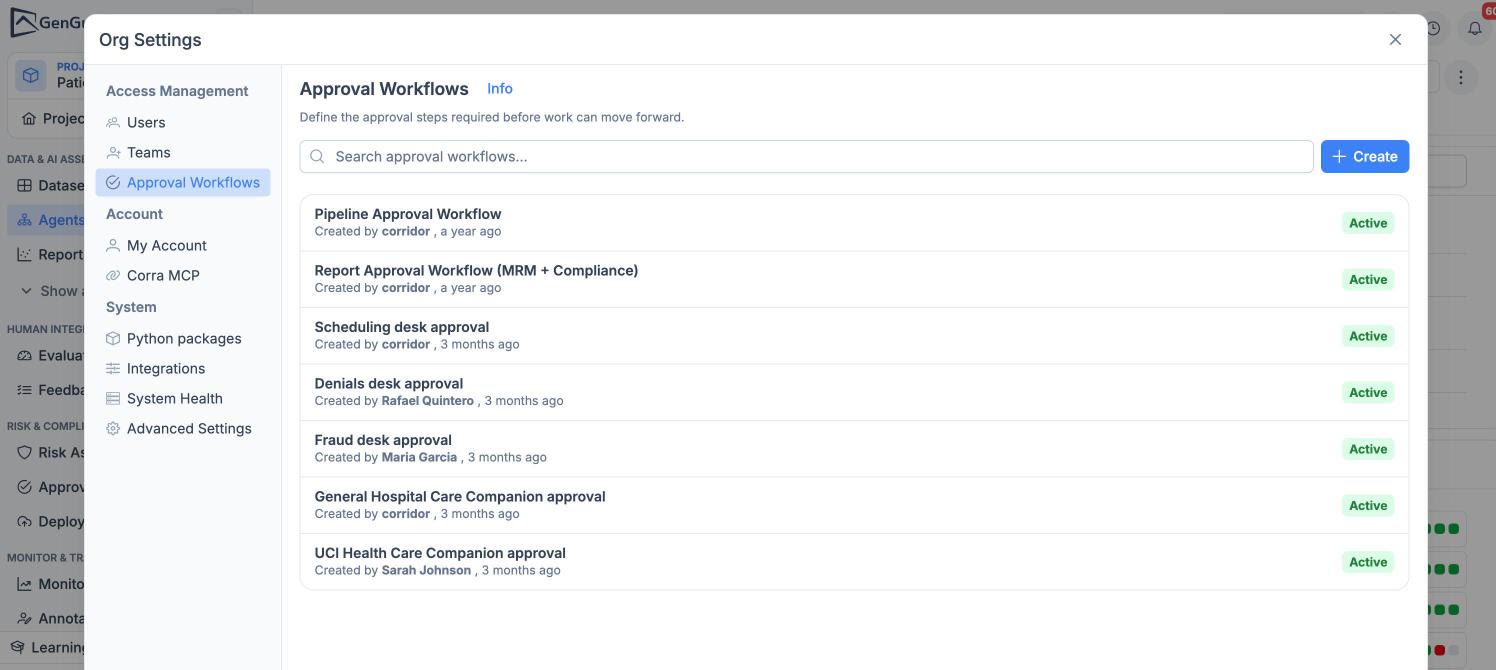 Org Settings
Access Management
Users
Teams
Approval Workflows
Account
My Account
Corra MCP
System
Python packages
Integrations
System Health
Advanced Settings
Approval Workflows Info
Define the approval steps required before work can move forward.
Search approval workflows...
Create
Pipeline Approval Workflow
Created by corridor , a year ago
Active
Report Approval Workflow (MRM + Compliance)
Created by corridor , a year ago
Active
Scheduling desk approval
Created by corridor , 3 months ago
Active
Denials desk approval
Created by Rafael Quintero , 3 months ago
Active
Fraud desk approval
Created by Maria Garcia , 3 months ago
Active
General Hospital Care Companion approval
Created by corridor , 3 months ago
Active
UCI Health Care Companion approval
Created by Sarah Johnson , 3 months ago
Active
Agents
Report
Show
Learning